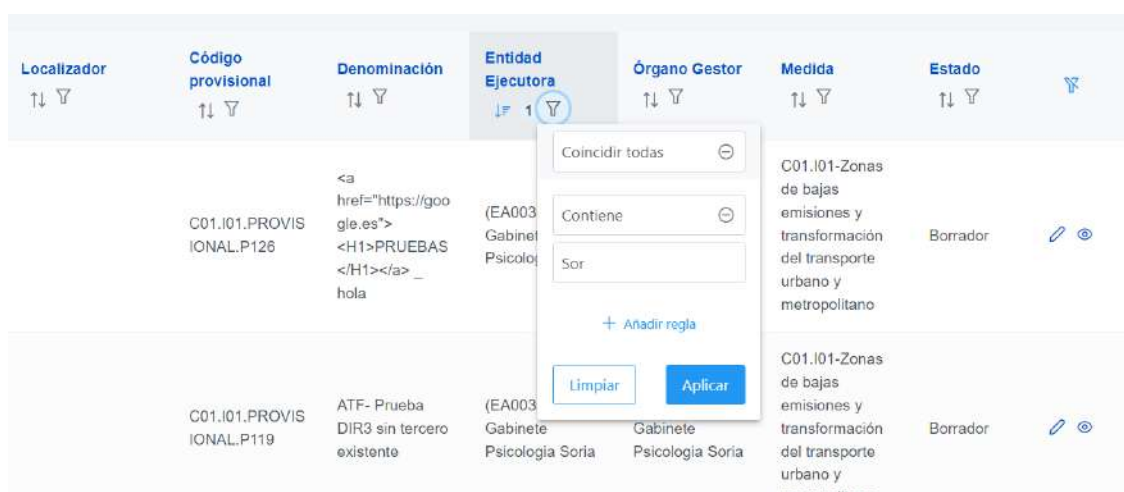 Localizador
Código
provisional
Denominación
Entidad
Ejecutora
1
Órgano Gestor
Medida
Estado
Coincidir todas
Contiene
Sor
+ Añadir regla
Limpiar
Aplicar
C01.I01.PROVIS
IONAL.P126
<a
href="https://goo
gle.es">
<H1>PRUEBAS
</H1></a> _
hola
(EA003
C01.I01-Zonas
de bajas
emisiones y
transformación
del transporte
urbano y
metropolitano
Borrador
C01.I01.PROVIS
IONAL.P119
ATF- Prueba
DIR3 sin tercero
existente
(EA003
Gabinete
Psicologia Soria
Gabinete
Psicologia Soria
C01.I01-Zonas
de bajas
emisiones y
transformación
del transporte
urbano y
Borrador